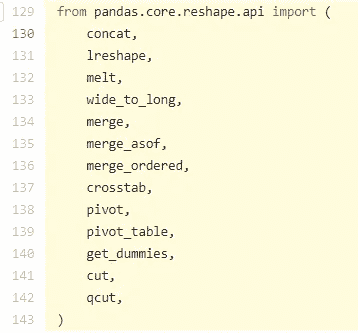 129 from pandas.core.reshape.api import (
130     concat,
131     lreshape,
132     melt,
133     wide_to_long,
134     merge,
135     merge_asof,
136     merge_ordered,
137     crosstab,
138     pivot,
139     pivot_table,
140     get_dummies,
141     cut,
142     qcut,
143 )